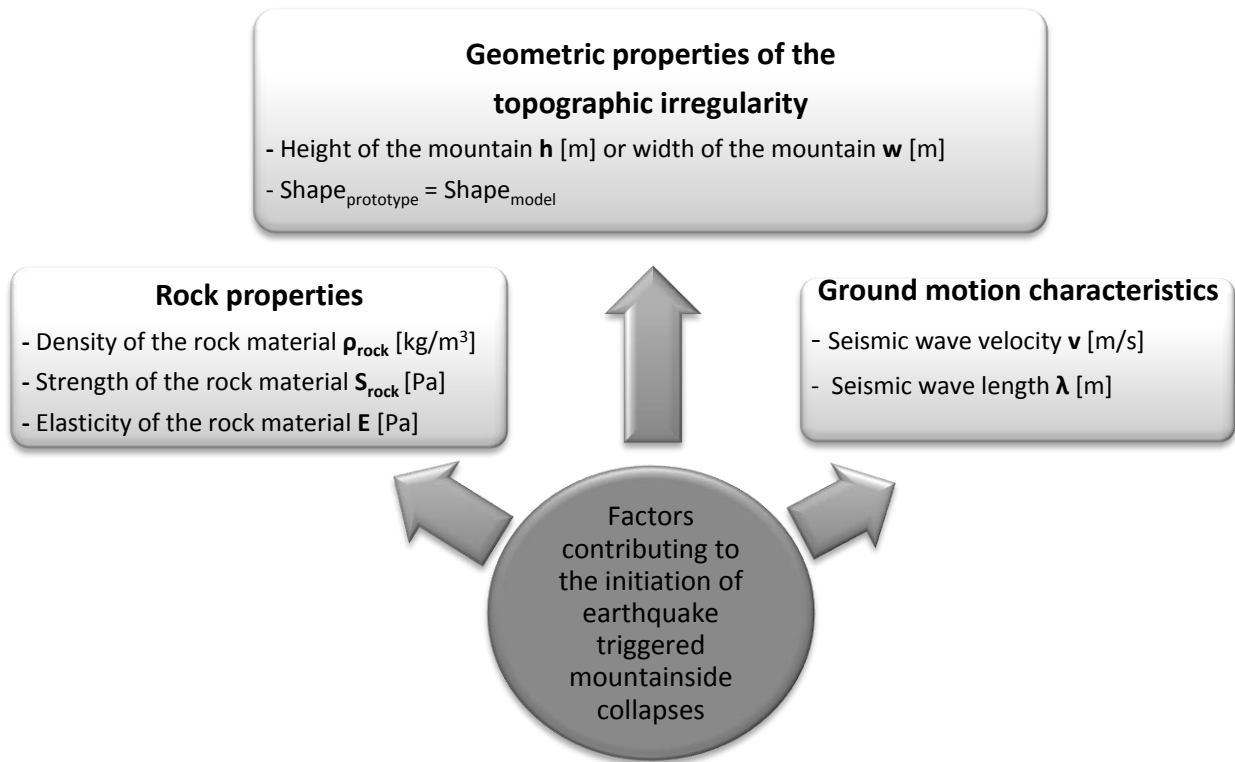 Geometric properties of the
topographic irregularity
- Height of the mountain h [m] or width of the mountain w [m]
- Shapeprototype = Shapemodel
Rock properties
- Density of the rock material ρrock [kg/m³]
- Strength of the rock material Srock [Pa]
- Elasticity of the rock material E [Pa]
Ground motion characteristics
- Seismic wave velocity v [m/s]
- Seismic wave length λ [m]
Factors
contributing to
the initiation of
earthquake
triggered
mountainside
collapses